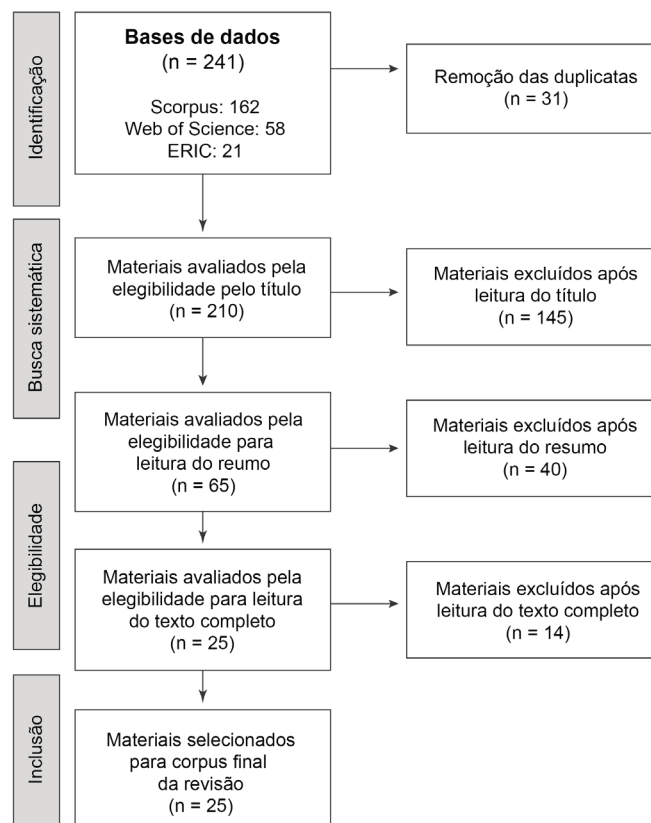 Identificação
Bases de dados
(n = 241)
Scorpus: 162
Web of Science: 58
ERIC: 21
Remoção das duplicatas
(n = 31)
Busca sistemática
Materiais avaliados pela
elegibilidade pelo título
(n = 210)
Materiais excluídos após
leitura do título
(n = 145)
Materiais avaliados pela
elegibilidade para
leitura do reumo
(n = 65)
Materiais excluídos após
leitura do resumo
(n = 40)
Elegibilidade
Materiais avaliados pela
elegibilidade para leitura
do texto completo
(n = 25)
Materiais excluídos após
leitura do texto completo
(n = 14)
Inclusão
Materiais selecionados
para corpus final
da revisão
(n = 25)